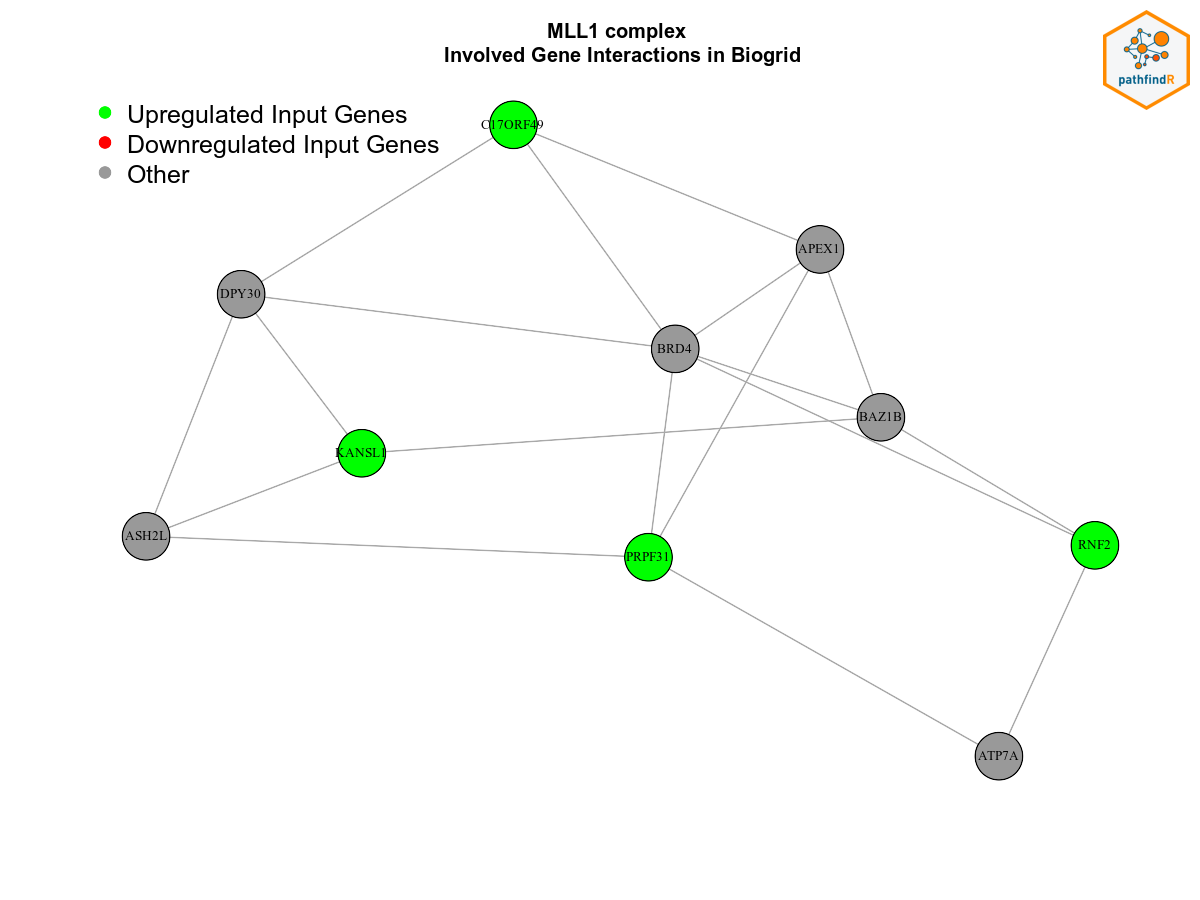 MLL1 complex
Involved Gene Interactions in Biogrid
pathfindR
Upregulated Input Genes
Downregulated Input Genes
Other
C17ORF49
APEX1
DPY30
BRD4
BAZ1B
KANSL1
ASH2L
PRPF31
RNF2
ATP7A